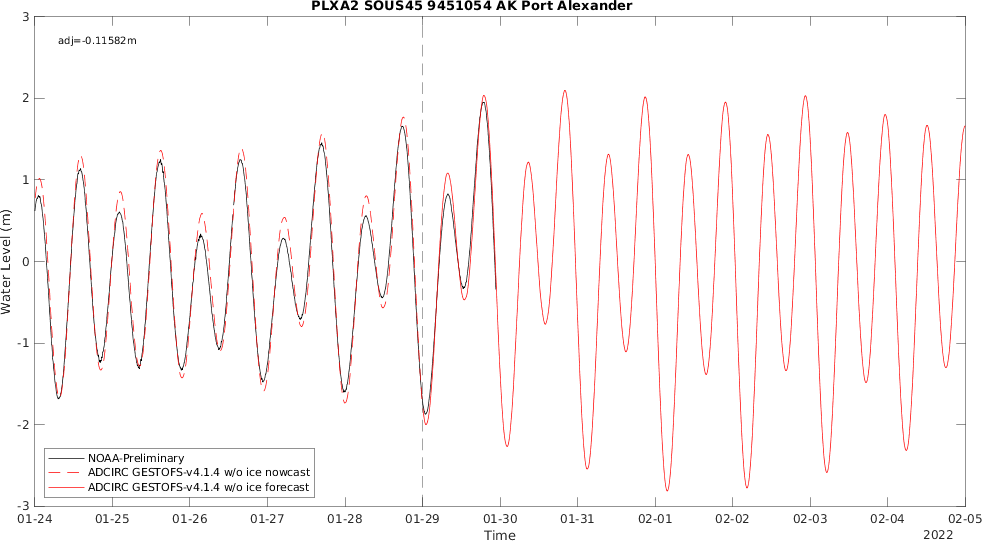 PLXA2 SOUS45 9451054 AK Port Alexander
adj=-0.11582m
3
2
1
0
-1
-2
-3
Water Level (m)
NOAA-Preliminary
ADCIRC GESTOFS-v4.1.4 w/o ice nowcast
ADCIRC GESTOFS-v4.1.4 w/o ice forecast
01-24 01-25 01-26 01-27 01-28 01-29 01-30 01-31 02-01 02-02 02-03 02-04 02-05
Time
2022